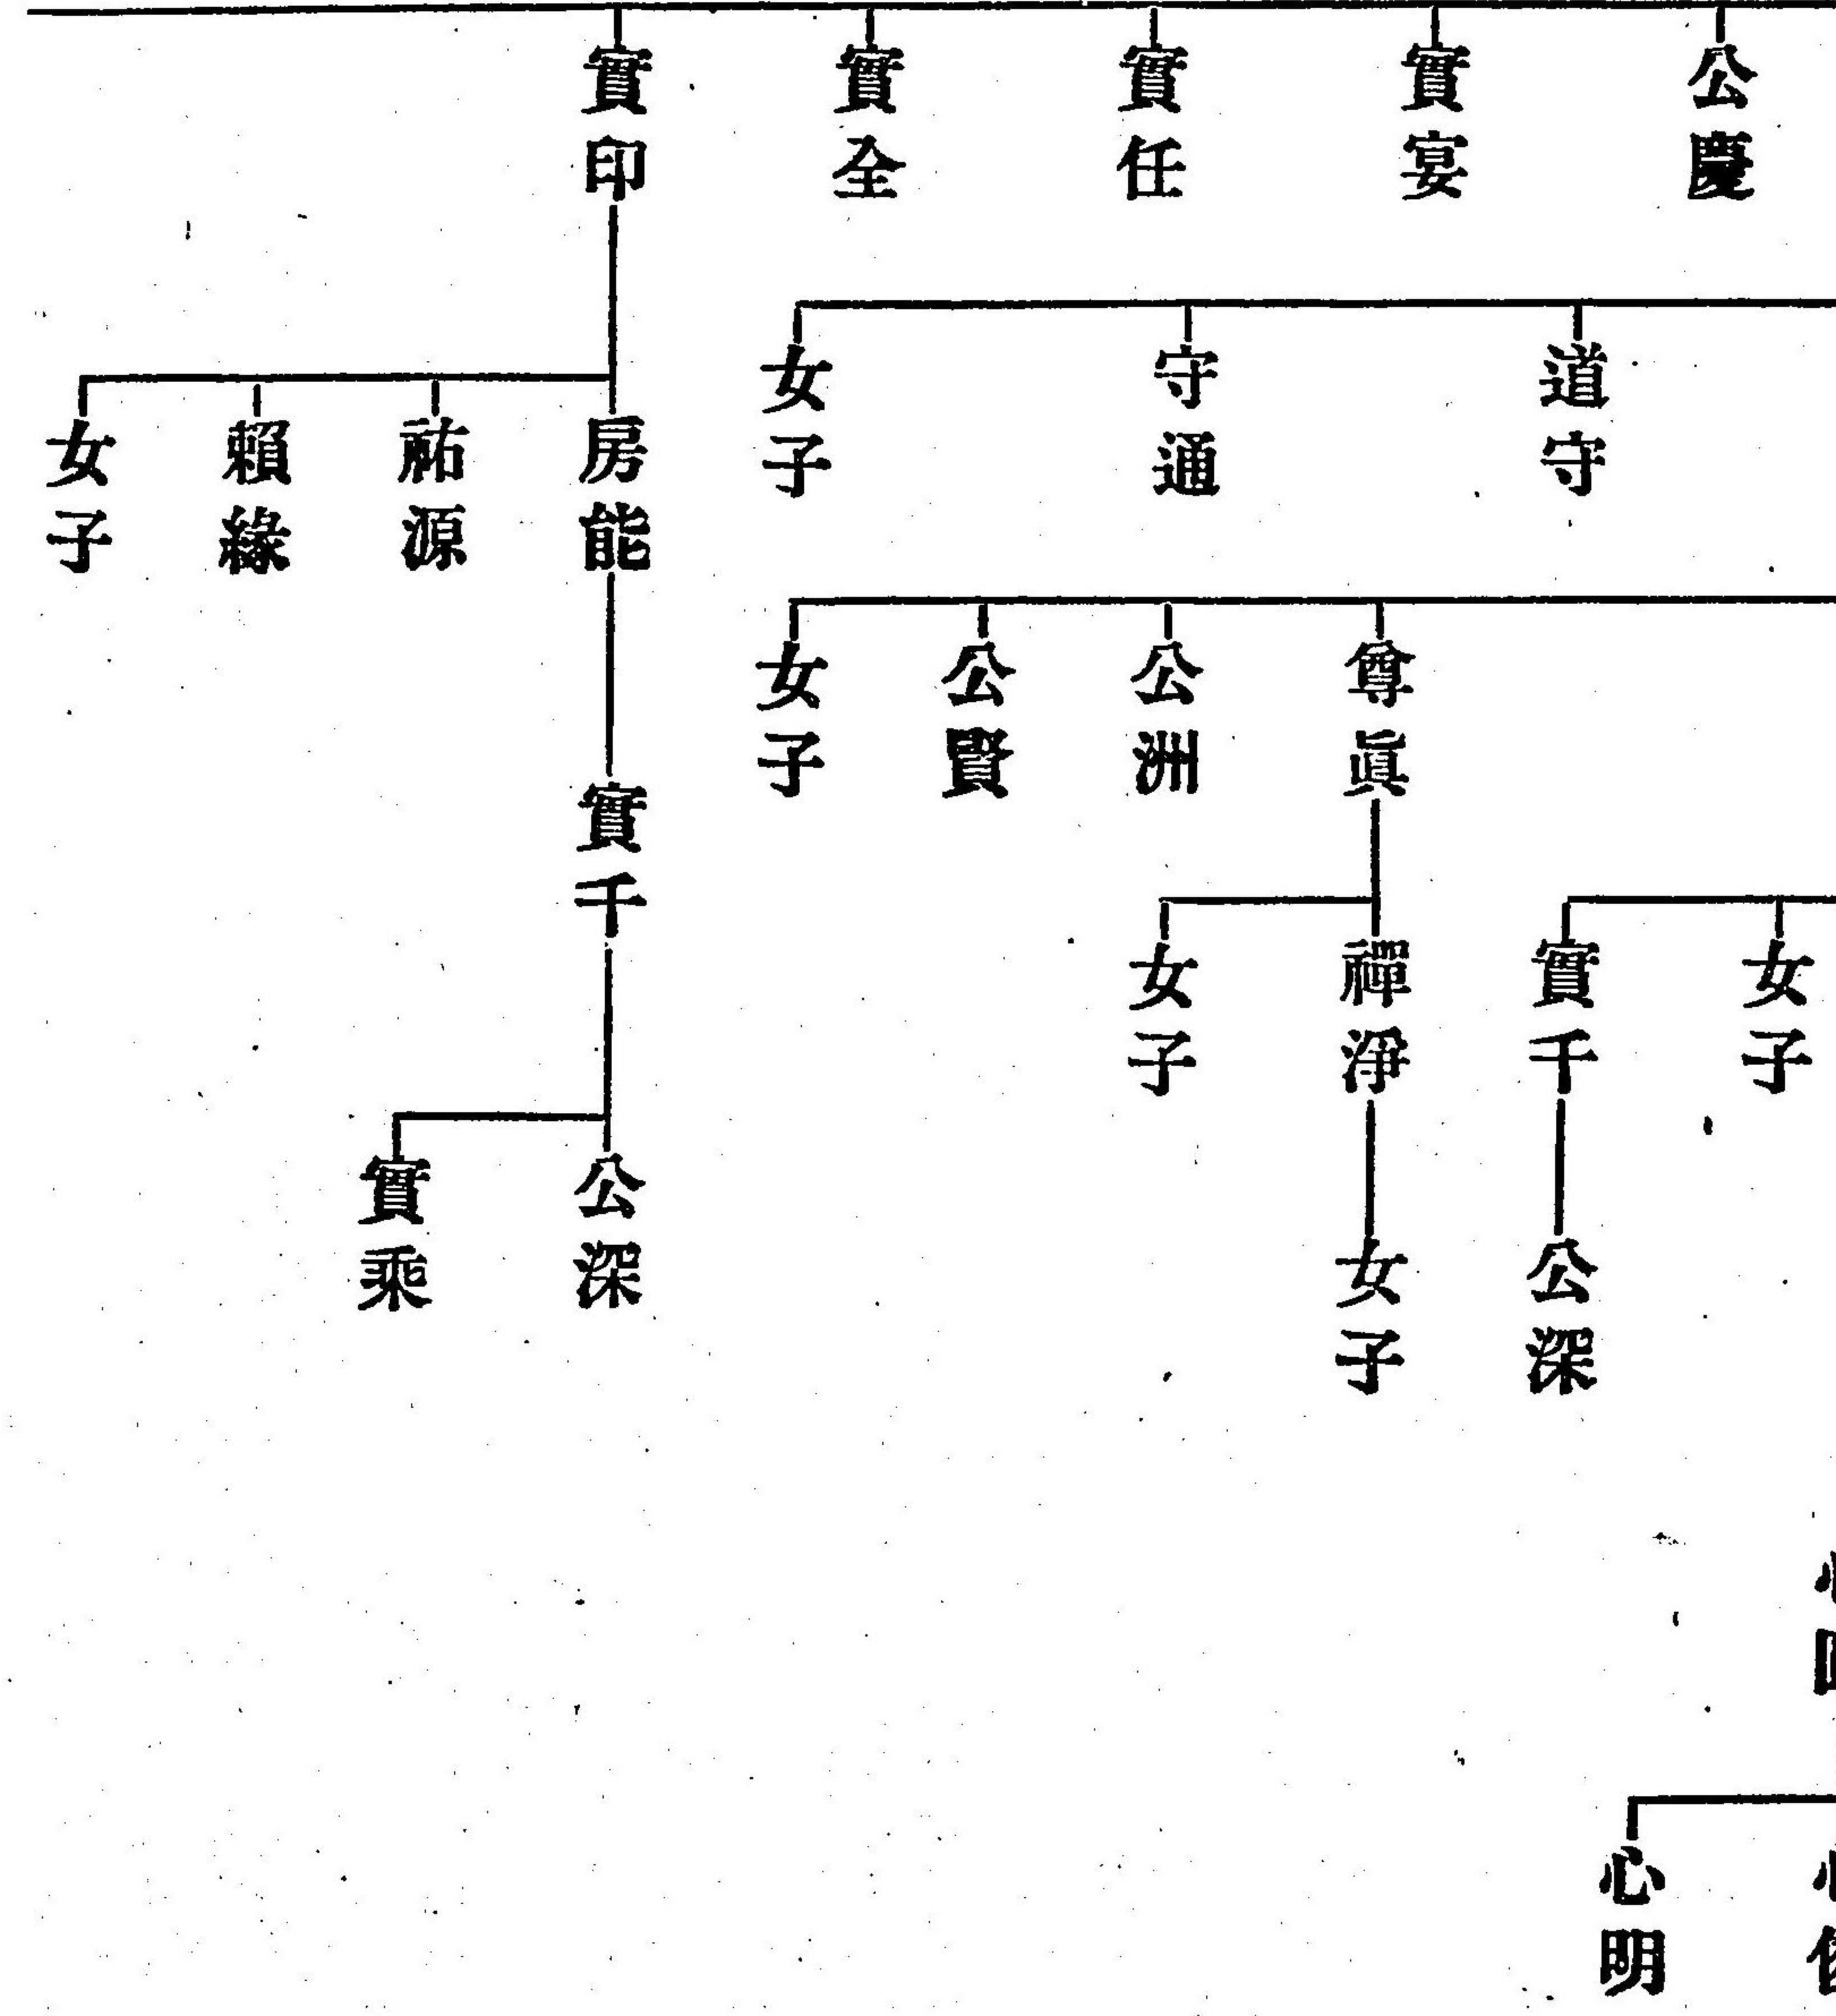 公慶
實宴
實任
實全
實印
道守
守通
女子
房能
祐源
賴緣
女子
尊眞
公洲
公賢
女子
實千
女子
實千
禪淨
女子
公深
實乘
公深
女子
心明